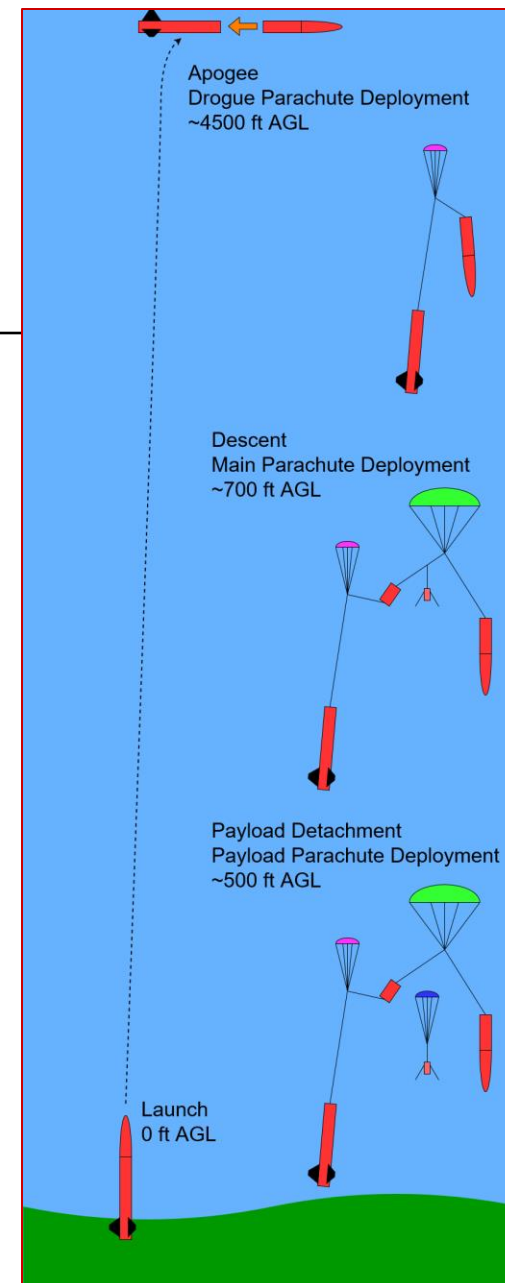 Apogee
Drogue Parachute Deployment
~4500 ft AGL
Descent
Main Parachute Deployment
~700 ft AGL
Payload Detachment
Payload Parachute Deployment
~500 ft AGL
Launch
0 ft AGL